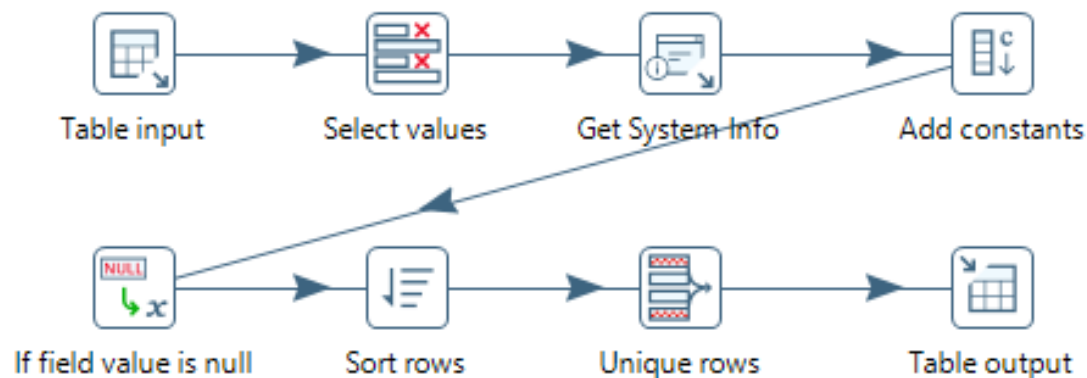 C
Table input
Select values
Get System Info
Add constants
NULL
x
If field value is null
Sort rows
Unique rows
Table output